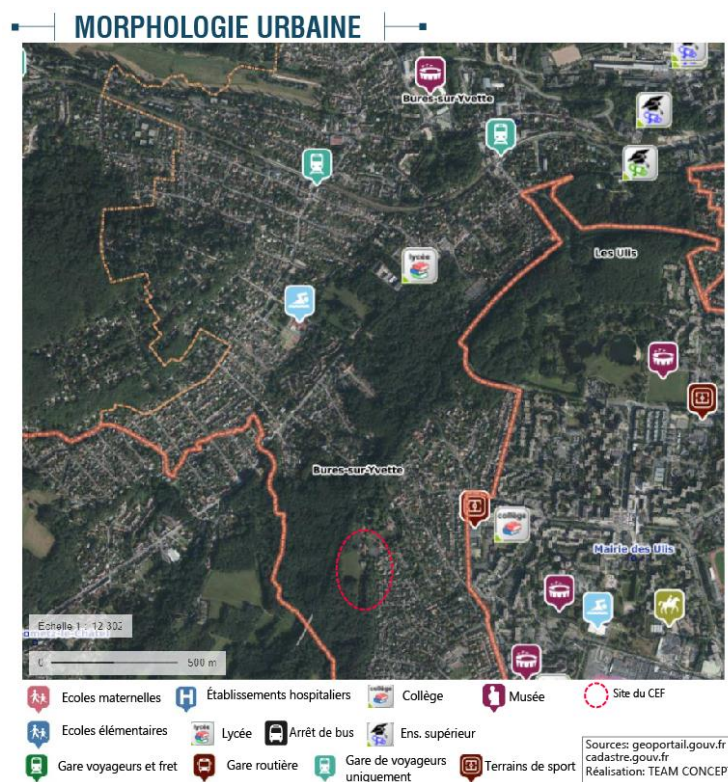 MORPHOLOGIE URBAINE
Bures-sur-Yvette
lycée
Les Ulis
Bures-sur-Yvette
collège
Mairie des Ulis
Echelle 1 : 12 302
0 500 m
Ecoles maternelles
H
Établissements hospitaliers
collège
Collège
Musée
Site du CEF
Ecoles élémentaires
lycée
Lycée
Arrêt de bus
Ens. supérieur
Gare voyageurs et fret
Gare routière
Gare de voyageurs
uniquement
Terrains de sport
Sources: geoportail.gouv.fr
cadastre.gouv.fr
Réalisation: TEAM CONCEP